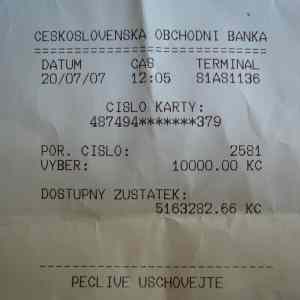 CESKOSLOVENSKA OBCHODNI BANKA
==============================
DATUM CAS TERMINAL
20/07/07 12:05 S1AS1136
CISLO KARTY:
487494*******379
POR. CISLO: 2581
VYBER: 10000.00 KC
DOSTUPNY ZUSTATEK:
5163282.66 KC
------------------------------
PECLIVE USCHOVEJTE